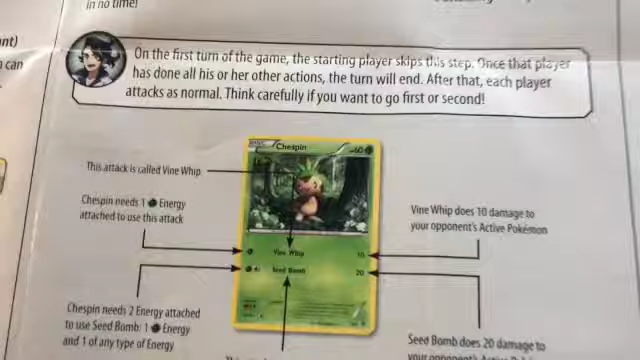 in no time!
nt)
can
On the first turn of the game, the starting player skips this step. Once that player
has done all his or her other actions, the turn will end. After that, each player
attacks as normal. Think carefully if you want to go first or second!
Chespin
60
This attack is called Vine Whip
Chespin needs 1 Energy
attached to use this attack
Vine Whip does 10 damage to
your opponent's Active Pokémon
Vine Whip 10
Seed Bomb 20
Chespin needs 2 Energy attached
to use Seed Bomb: 1 Energy
and 1 of any type of Energy
Seed Bomb does 20 damage to
your opponent's